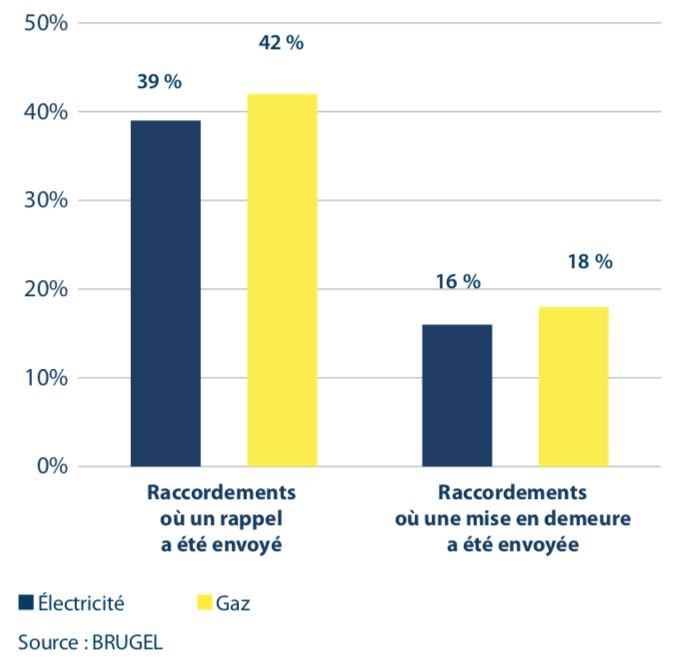 50%
42 %
39 %
40%
30%
18 %
16 %
20%
10%
0%
Raccordements
où un rappel
a été envoyé
Raccordements
où une mise en demeure
a été envoyée
Électricité
Gaz
Source : BRUGEL